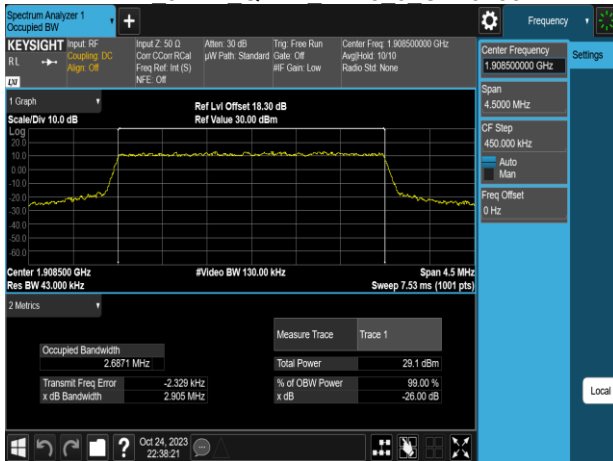 Spectrum Analyzer 1
Occupied BW
Frequency
KEYSIGHT
RL
LXI
Input: RF
Coupling: DC
Align: Off
Input Z: 50 Ω
Corr CCorr RCal
Freq Ref: Int (S)
NFE: Off
Atten: 30 dB
µW Path: Standard
Trig: Free Run
Gate: Off
#IF Gain: Low
Center Freq: 1.908500000 GHz
Avg|Hold: 10/10
Radio Std: None
Center Frequency
1.908500000 GHz
Settings
Span
4.5000 MHz
CF Step
450.000 kHz
Auto
Man
Freq Offset
0 Hz
Local
1 Graph
Scale/Div 10.0 dB
Ref Lvl Offset 18.30 dB
Ref Value 30.00 dBm
Log
20.0
10.0
0.00
-10.0
-20.0
-30.0
-40.0
-50.0
-60.0
Center 1.908500 GHz
Res BW 43.000 kHz
#Video BW 130.00 kHz
Span 4.5 MHz
Sweep 7.53 ms (1001 pts)
2 Metrics
Measure Trace
Trace 1
Occupied Bandwidth
2.6871 MHz
Total Power
29.1 dBm
Transmit Freq Error
-2.329 kHz
% of OBW Power
99.00 %
x dB Bandwidth
2.905 MHz
x dB
-26.00 dB
?
Oct 24, 2023
22:38:21